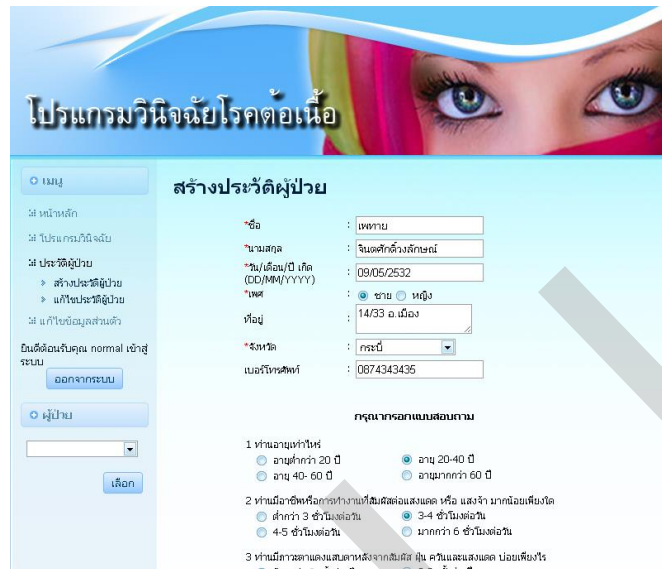 โปรแกรมวินิจฉัยโรคต้อเนื้อ
เมนู
หน้าหลัก
โปรแกรมวินิจฉัย
ประวัติผู้ป่วย
สร้างประวัติผู้ป่วย
แก้ไขประวัติผู้ป่วย
แก้ไขข้อมูลส่วนตัว
ยินดีต้อนรับคุณ normal เข้าสู่
ระบบ
ออกจากระบบ
ผู้ป่วย
เลือก
สร้างประวัติผู้ป่วย
*ชื่อ : เพทาย
*นามสกุล : จินตศักดิ์วงลักษณ์
*วัน/เดือน/ปี เกิด : 09/05/2532
(DD/MM/YYYY)
*เพศ : ชาย หญิง
ที่อยู่ : 14/33 อ.เมือง
*จังหวัด : กระบี่
เบอร์โทรศัพท์ : 0874343435
กรุณากรอกแบบสอบถาม
1 ท่านอายุเท่าไหร่
อายุต่ำกว่า 20 ปี อายุ 20-40 ปี
อายุ 40- 60 ปี อายุมากกว่า 60 ปี
2 ท่านมีอาชีพหรือการทำงานที่สัมผัสต่อแสงแดด หรือ แสงจ้า มากน้อยเพียงใด
ต่ำกว่า 3 ชั่วโมงต่อวัน 3-4 ชั่วโมงต่อวัน
4-5 ชั่วโมงต่อวัน มากกว่า 6 ชั่วโมงต่อวัน
3 ท่านมีภาวะตาแดงแสบตาหลังจากสัมผัส ฝุ่น ควันและแสงแดด บ่อยเพียงไร